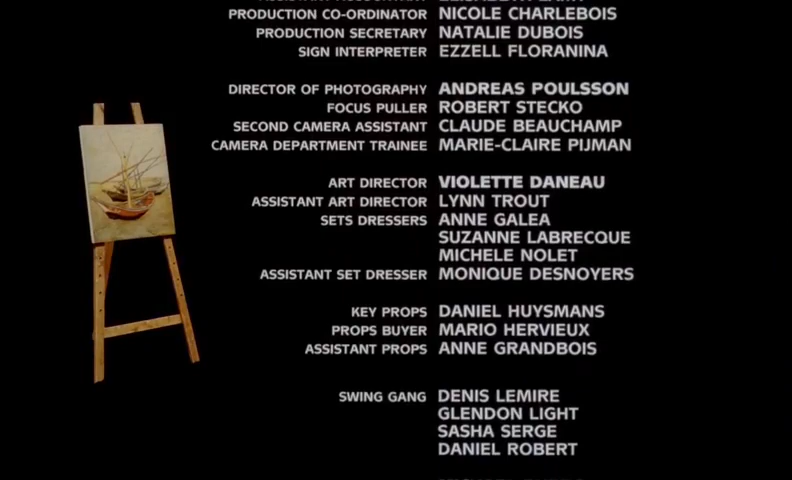 PRODUCTION CO-ORDINATOR NICOLE CHARLEBOIS
PRODUCTION SECRETARY NATALIE DUBOIS
SIGN INTERPRETER EZZELL FLORANINA
DIRECTOR OF PHOTOGRAPHY ANDREAS POULSSON
FOCUS PULLER ROBERT STECKO
SECOND CAMERA ASSISTANT CLAUDE BEAUCHAMP
CAMERA DEPARTMENT TRAINEE MARIE-CLAIRE PIJMAN
ART DIRECTOR VIOLETTE DANEAU
ASSISTANT ART DIRECTOR LYNN TROUT
SETS DRESSERS ANNE GALEA
SUZANNE LABRECQUE
MICHELE NOLET
ASSISTANT SET DRESSER MONIQUE DESNOYERS
KEY PROPS DANIEL HUYSMANS
PROPS BUYER MARIO HERVIEUX
ASSISTANT PROPS ANNE GRANDBOIS
SWING GANG DENIS LEMIRE
GLENDON LIGHT
SASHA SERGE
DANIEL ROBERT